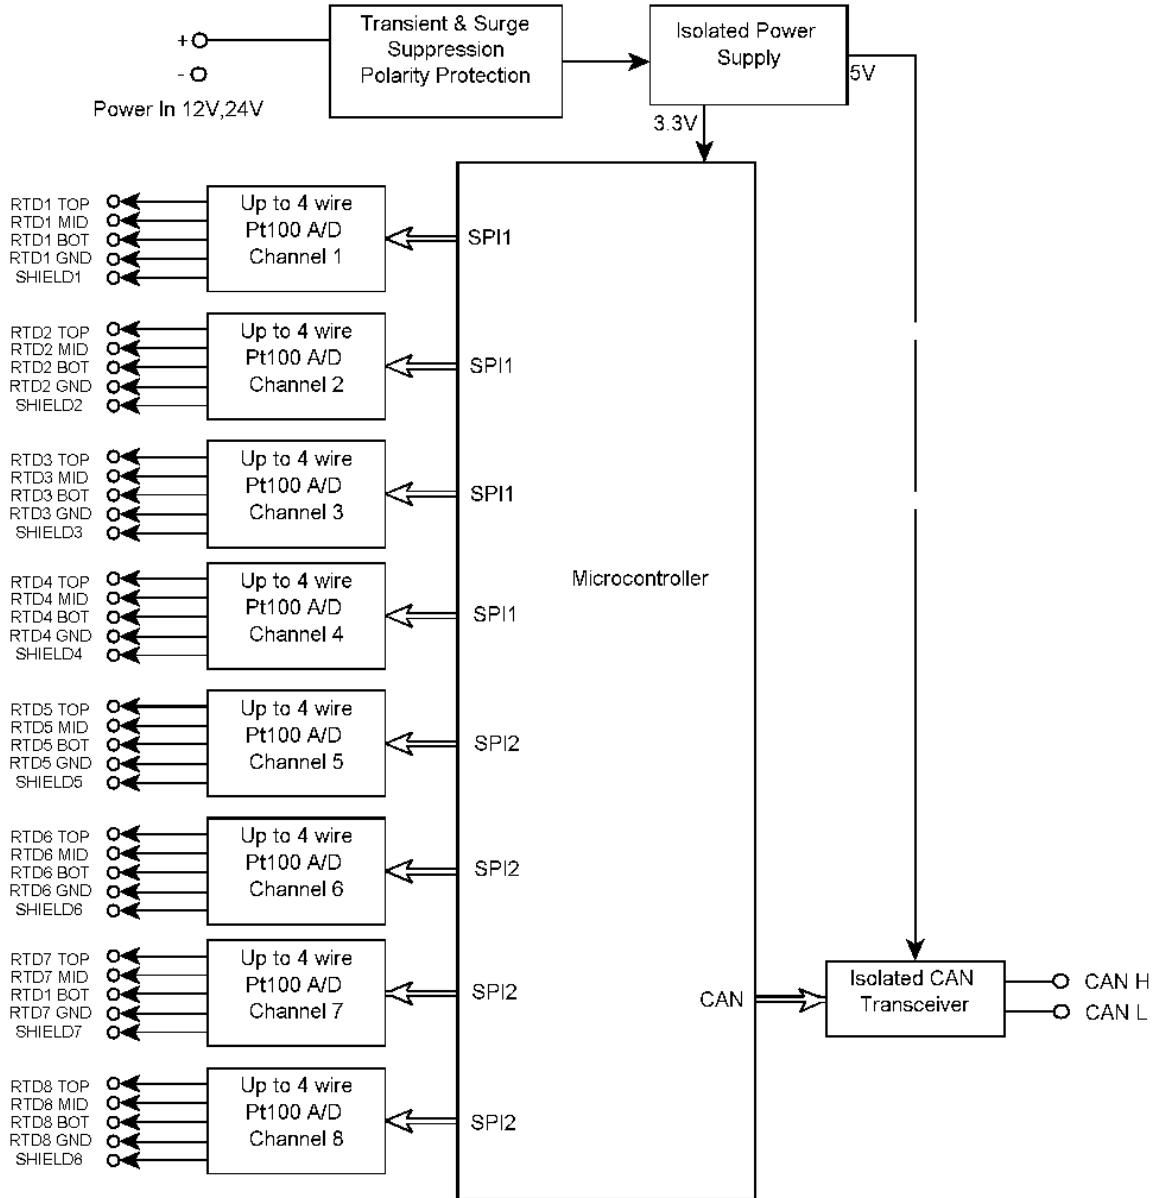 Transient & Surge
Suppression
Polarity Protection
Isolated Power
Supply
+
-
Power In 12V,24V
5V
3.3V
RTD1 TOP
RTD1 MID
RTD1 BOT
RTD1 GND
SHIELD1
Up to 4 wire
Pt100 A/D
Channel 1
SPI1
RTD2 TOP
RTD2 MID
RTD2 BOT
RTD2 GND
SHIELD2
Up to 4 wire
Pt100 A/D
Channel 2
SPI1
RTD3 TOP
RTD3 MID
RTD3 BOT
RTD3 GND
SHIELD3
Up to 4 wire
Pt100 A/D
Channel 3
SPI1
Microcontroller
RTD4 TOP
RTD4 MID
RTD4 BOT
RTD4 GND
SHIELD4
Up to 4 wire
Pt100 A/D
Channel 4
SPI1
RTD5 TOP
RTD5 MID
RTD5 BOT
RTD5 GND
SHIELD5
Up to 4 wire
Pt100 A/D
Channel 5
SPI2
RTD6 TOP
RTD6 MID
RTD6 BOT
RTD6 GND
SHIELD6
Up to 4 wire
Pt100 A/D
Channel 6
SPI2
RTD7 TOP
RTD7 MID
RTD1 BOT
RTD7 GND
SHIELD7
Up to 4 wire
Pt100 A/D
Channel 7
SPI2
CAN
Isolated CAN
Transceiver
CAN H
CAN L
RTD8 TOP
RTD8 MID
RTD8 BOT
RTD8 GND
SHIELD8
Up to 4 wire
Pt100 A/D
Channel 8
SPI2